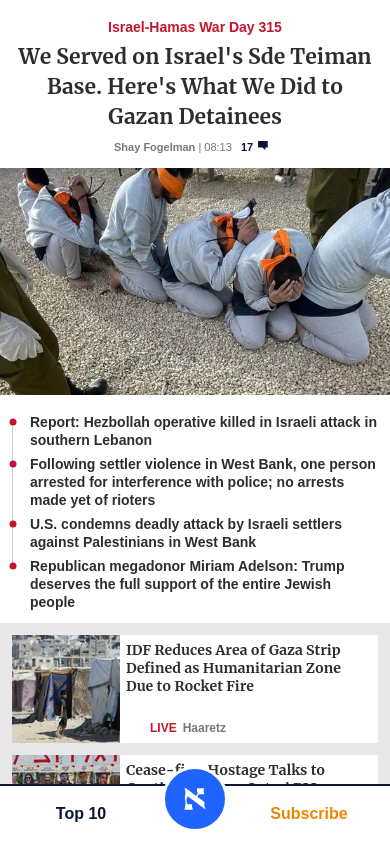 Israel-Hamas War Day 315
We Served on Israel's Sde Teiman
Base. Here's What We Did to
Gazan Detainees
Shay Fogelman | 08:13 17
Report: Hezbollah operative killed in Israeli attack in
southern Lebanon
Following settler violence in West Bank, one person
arrested for interference with police; no arrests
made yet of rioters
U.S. condemns deadly attack by Israeli settlers
against Palestinians in West Bank
Republican megadonor Miriam Adelson: Trump
deserves the full support of the entire Jewish
people
IDF Reduces Area of Gaza Strip
Defined as Humanitarian Zone
Due to Rocket Fire
LIVE Haaretz
Hostage Talks to
Top 10
Subscribe